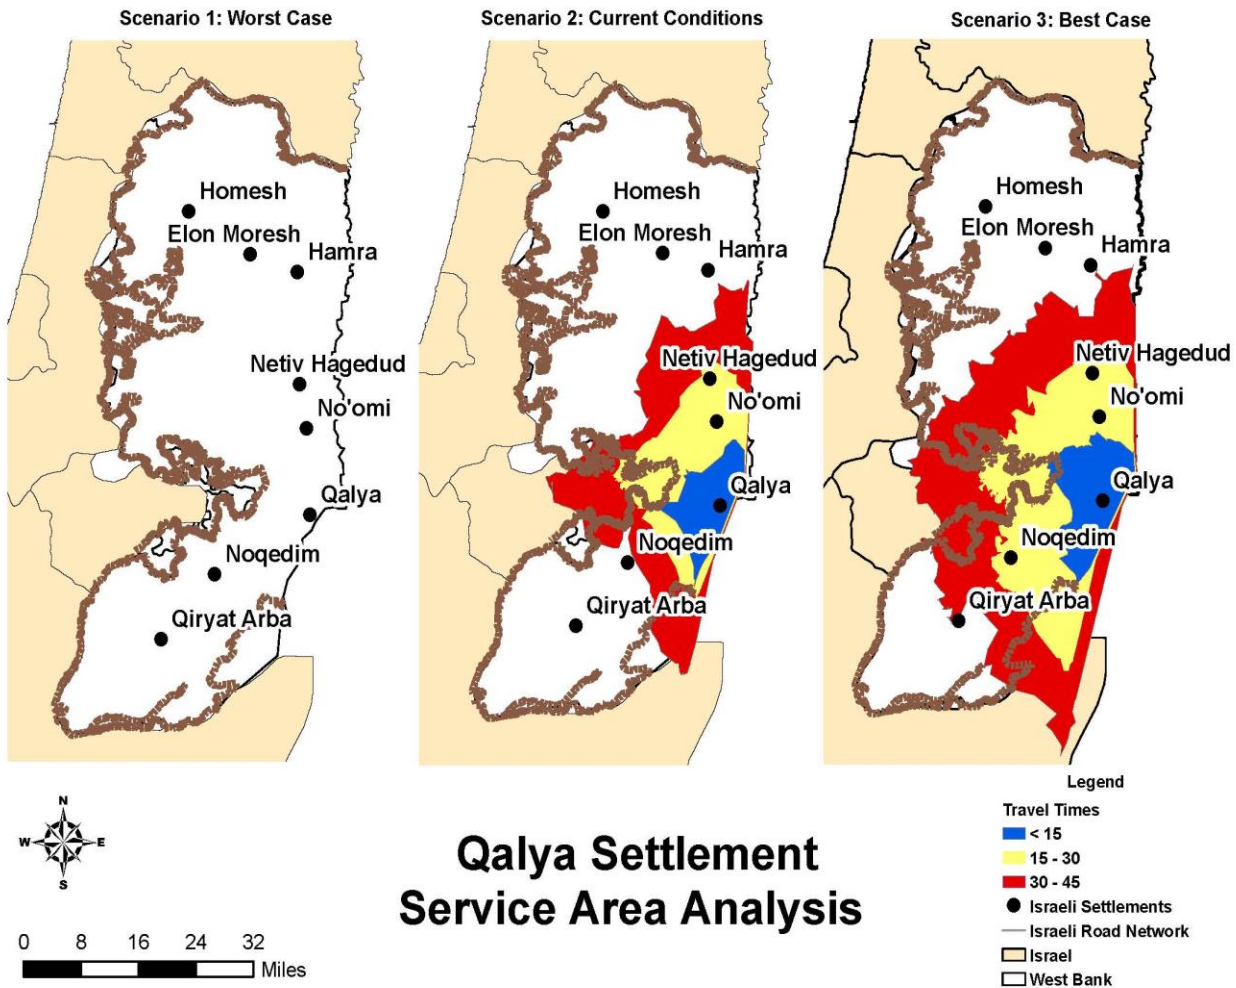 Scenario 1: Worst Case
Scenario 2: Current Conditions
Scenario 3: Best Case
Homesh
Elon Moresh
Hamra
Netiv Hagedud
No'omi
Qalya
Noqedim
Qiryat Arba
Homesh
Elon Moresh
Hamra
Netiv Hagedud
No'omi
Qalya
Noqedim
Qiryat Arba
Homesh
Elon Moresh
Hamra
Netiv Hagedud
No'omi
Qalya
Noqedim
Qiryat Arba
N
W E
S
0 8 16 24 32
Miles
Qalya Settlement
Service Area Analysis
Legend
Travel Times
< 15
15 - 30
30 - 45
Israeli Settlements
Israeli Road Network
Israel
West Bank